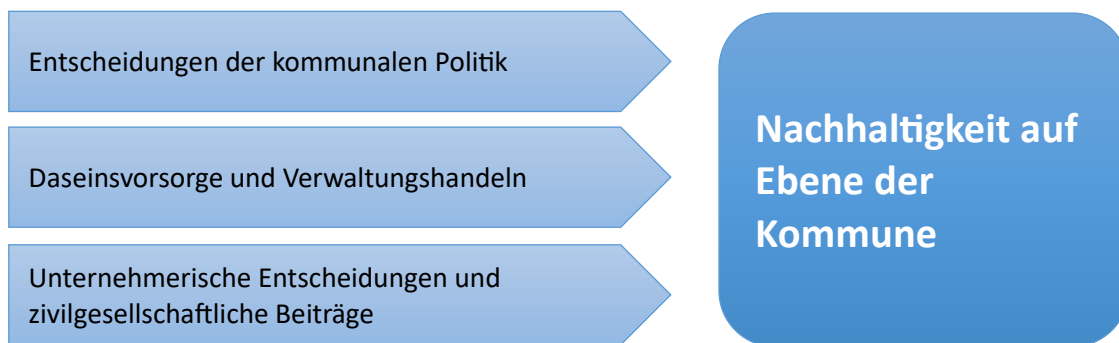 Entscheidungen der kommunalen Politik
Daseinsvorsorge und Verwaltungshandeln
Unternehmerische Entscheidungen und
zivilgesellschaftliche Beiträge
Nachhaltigkeit auf
Ebene der
Kommune